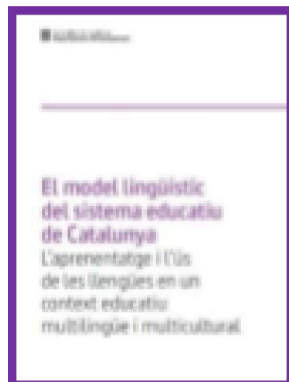 El model lingüístic
del sistema educatiu
de Catalunya
L'aprenentatge i l'ús
de les llengües en un
context educatiu
multilingüe i multicultural